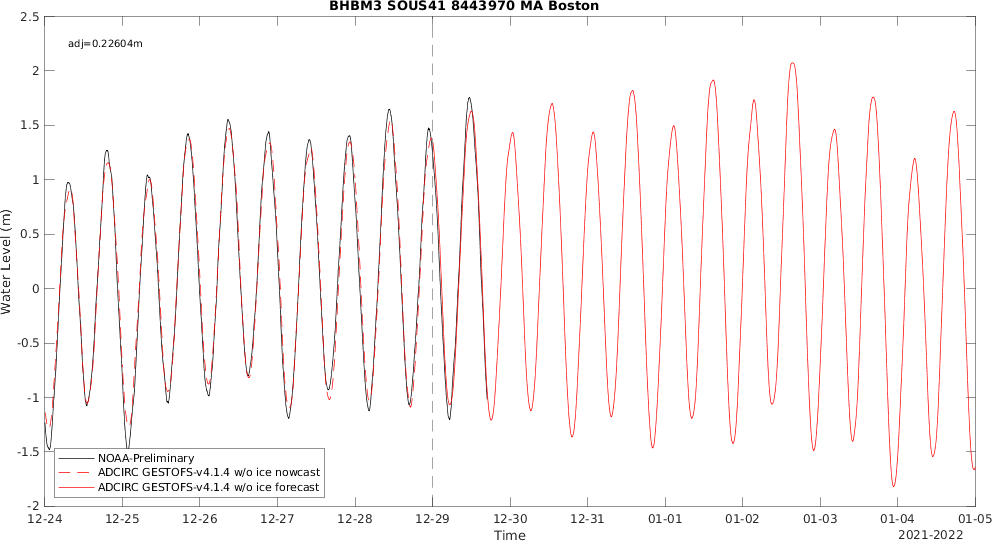 BHBM3 SOUS41 8443970 MA Boston
2.5
adj=0.22604m
2
1.5
1
0.5
0
-0.5
-1
-1.5
-2
Water Level (m)
NOAA-Preliminary
ADCIRC GESTOFS-v4.1.4 w/o ice nowcast
ADCIRC GESTOFS-v4.1.4 w/o ice forecast
12-24 12-25 12-26 12-27 12-28 12-29 12-30 12-31 01-01 01-02 01-03 01-04 01-05
Time
2021-2022